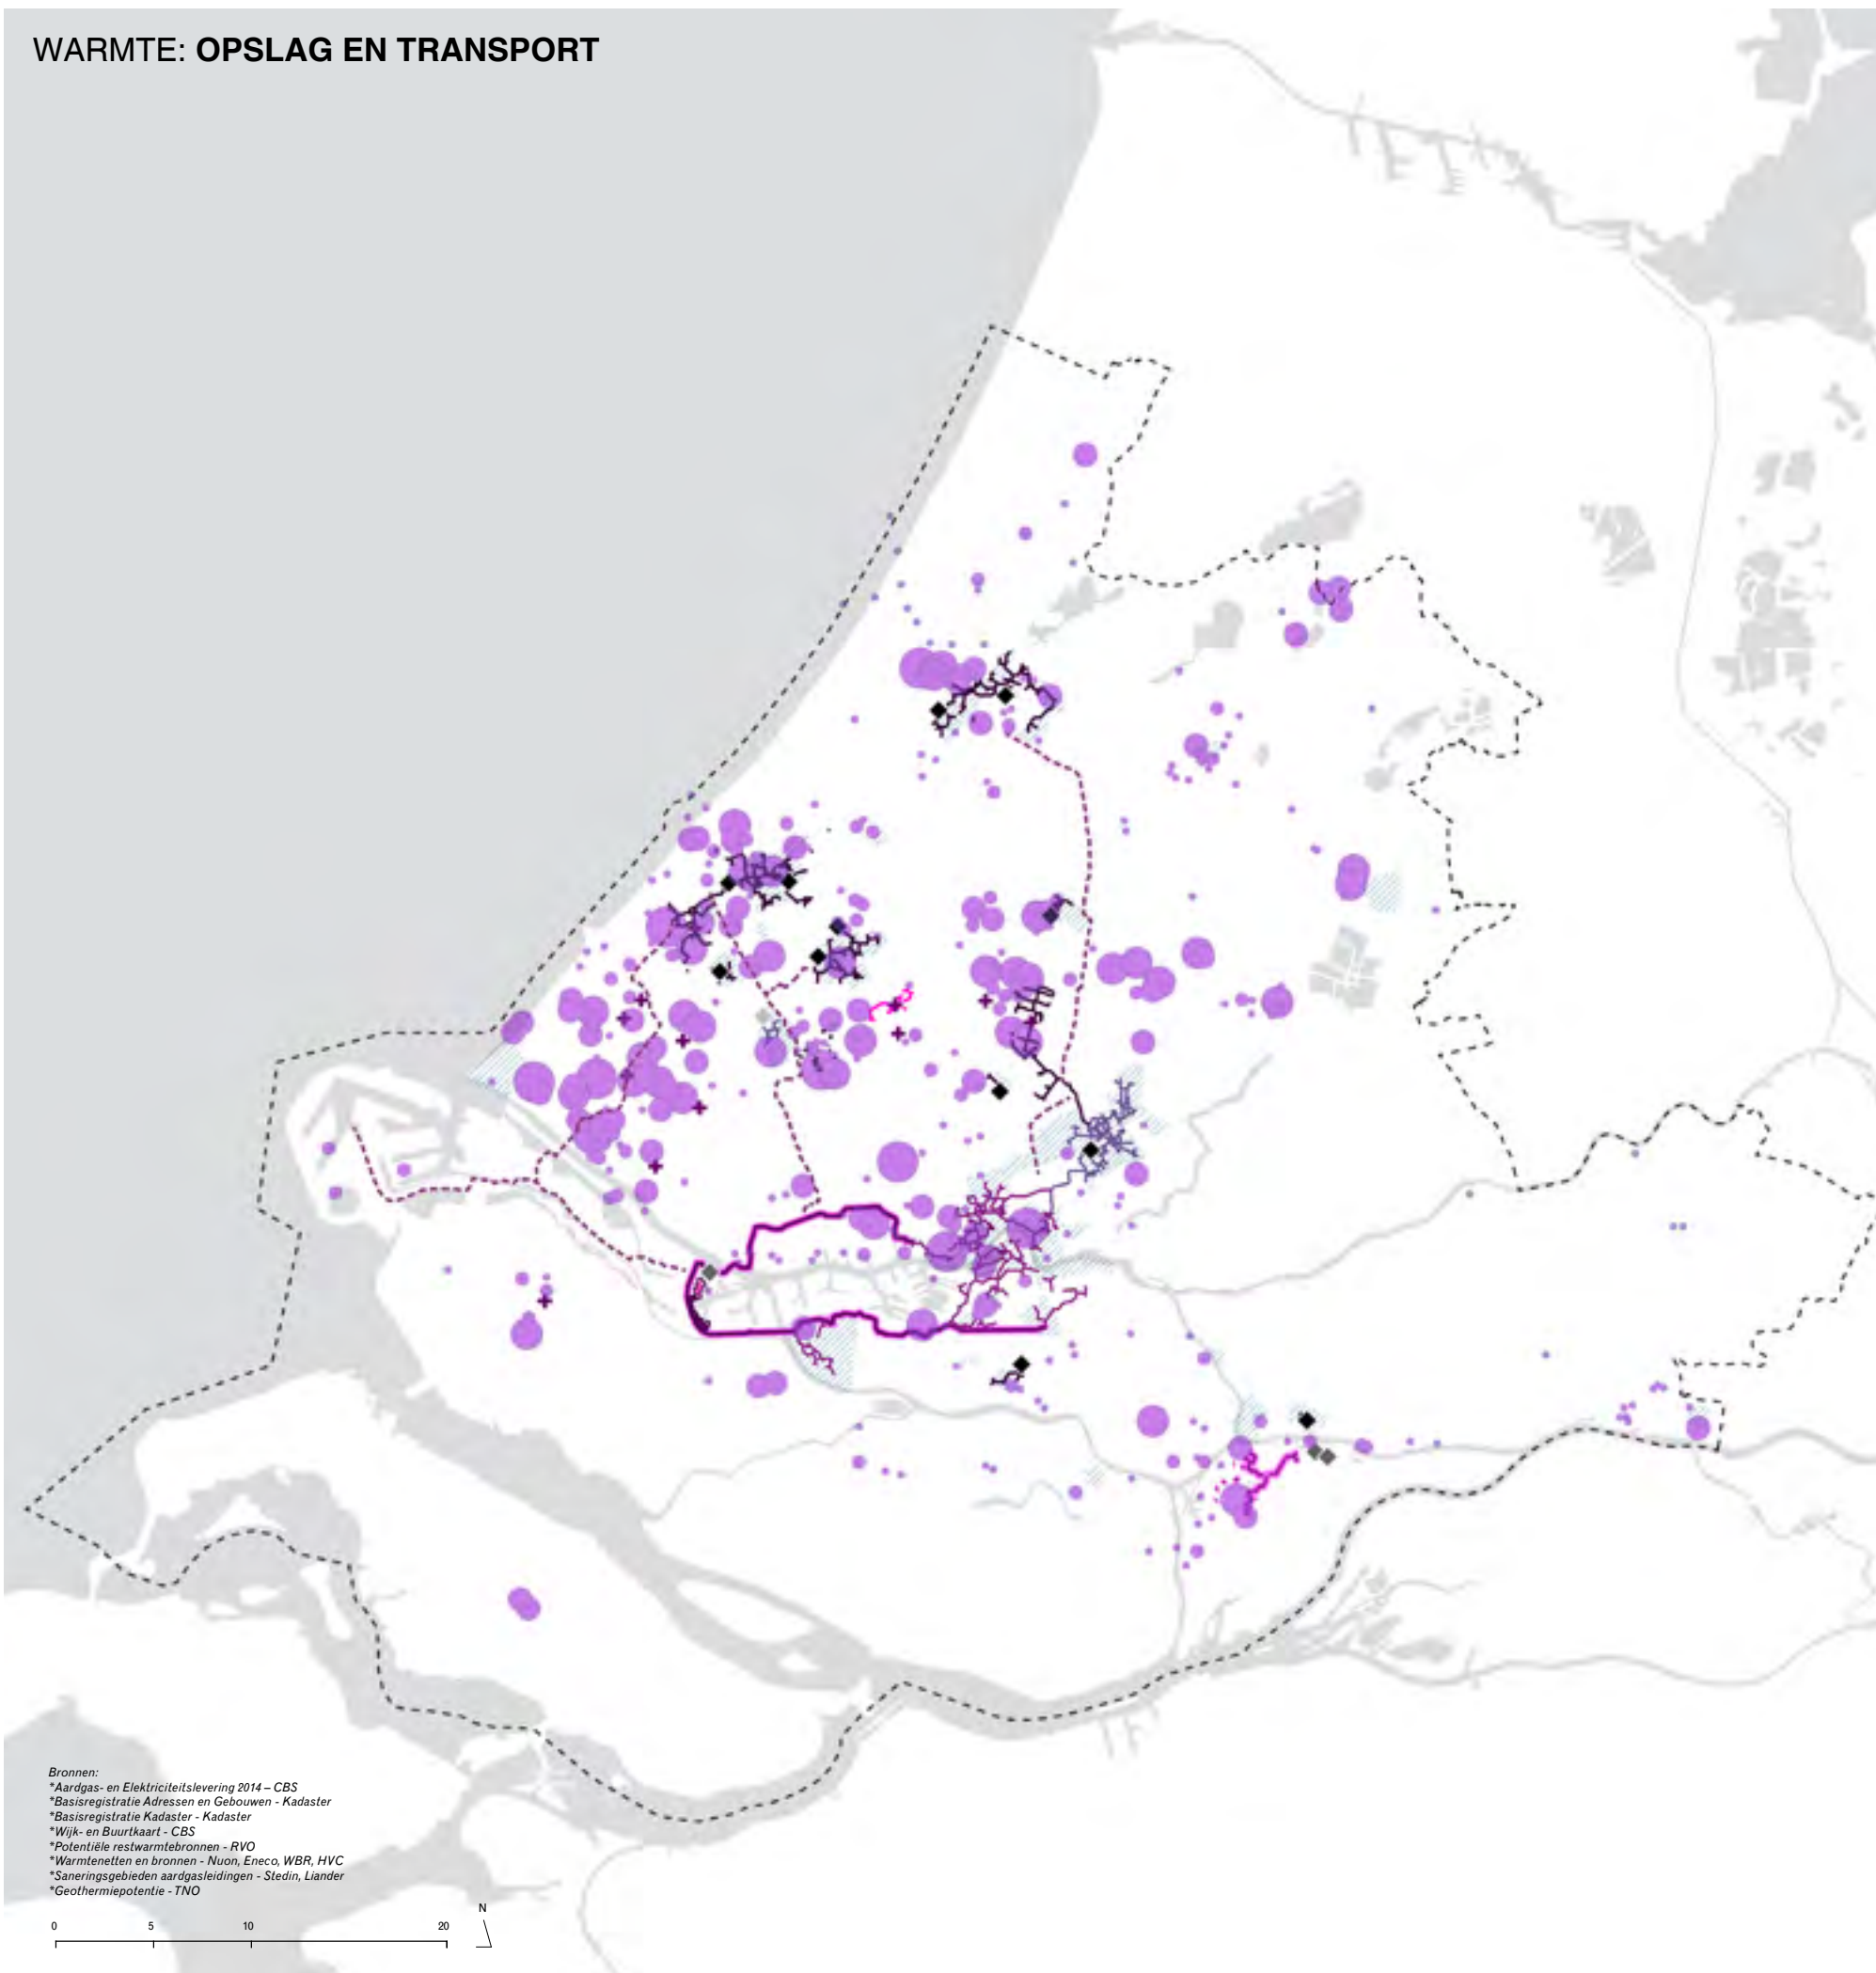 WARMTE: OPSLAG EN TRANSPORT
Bronnen:
*Aardgas- en Elektriciteitslevering 2014 – CBS
*Basisregistratie Adressen en Gebouwen - Kadaster
*Basisregistratie Kadaster - Kadaster
*Wijk- en Buurtkaart - CBS
*Potentiële restwarmtebronnen - RVO
*Warmtenetten en bronnen - Nuon, Eneco, WBR, HVC
*Saneringsgebieden aardgasleidingen - Stedin, Liander
*Geothermiepotentie - TNO
0 5 10 20 N